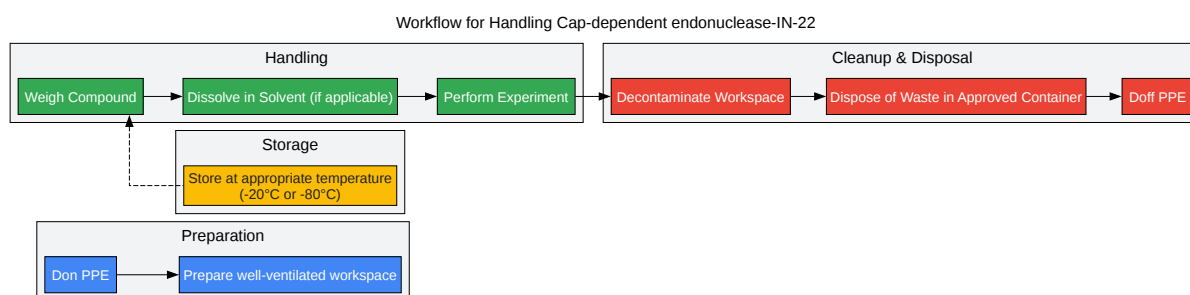 Workflow for Handling Cap-dependent endonuclease-IN-22
Handling
Weigh Compound
Dissolve in Solvent (if applicable)
Perform Experiment
Cleanup & Disposal
Decontaminate Workspace
Dispose of Waste in Approved Container
Doff PPE
Storage
Store at appropriate temperature
(-20°C or -80°C)
Preparation
Don PPE
Prepare well-ventilated workspace